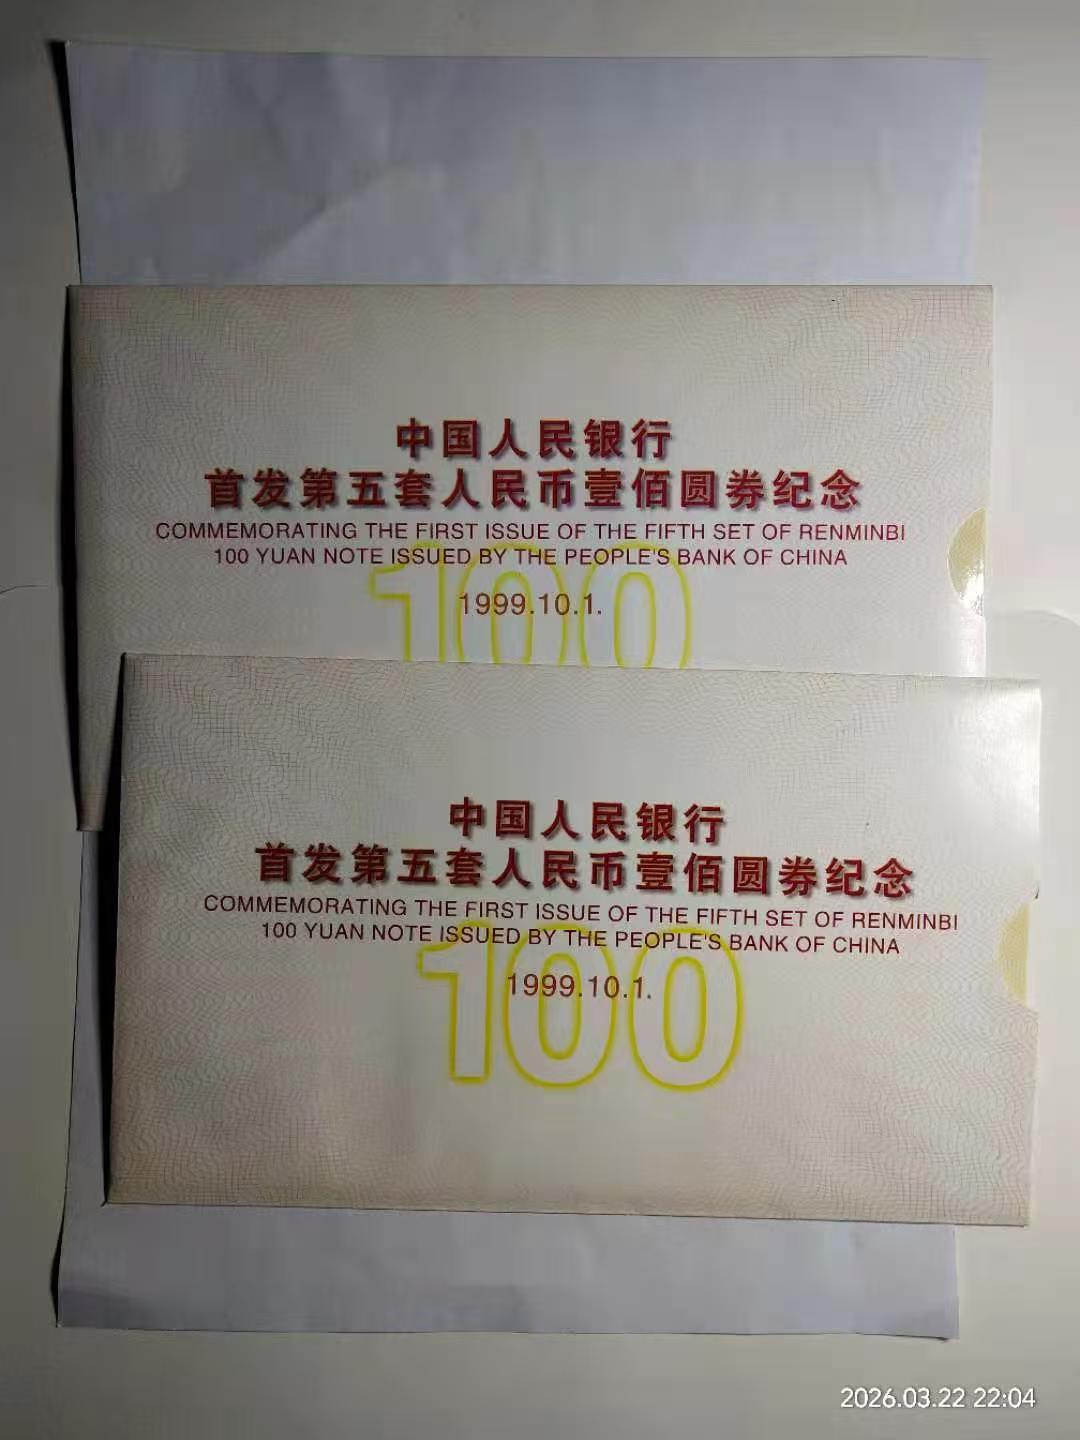 中国人民银行
首发第五套人民币壹佰圆券纪念
COMMEMORATING THE FIRST ISSUE OF THE FIFTH SET OF RENMINBI
100 YUAN NOTE ISSUED BY THE PEOPLE'S BANK OF CHINA
100
1999.10.1.
中国人民银行
首发第五套人民币壹佰圆券纪念
COMMEMORATING THE FIRST ISSUE OF THE FIFTH SET OF RENMINBI
100 YUAN NOTE ISSUED BY THE PEOPLE'S BANK OF CHINA
100
1999.10.1.
2026.03.22 22:04